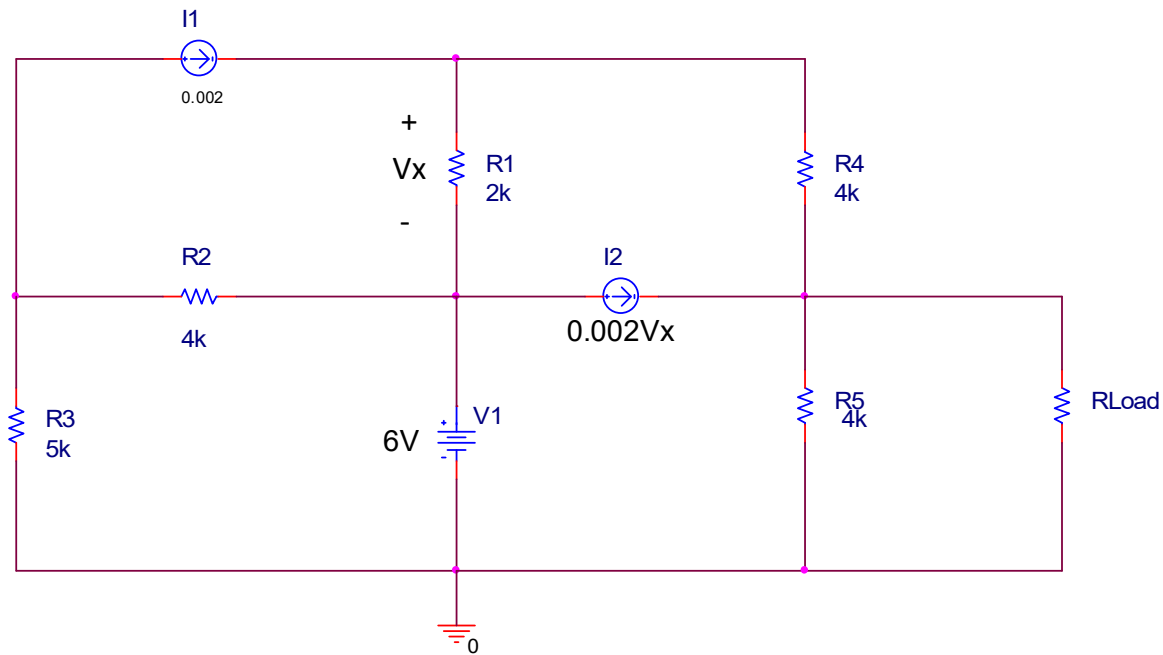 I1
0.002
+
Vx
-
R1
2k
R4
4k
R2
4k
I2
0.002Vx
R3
5k
6V
+
-
V1
R5
4k
RLoad
0